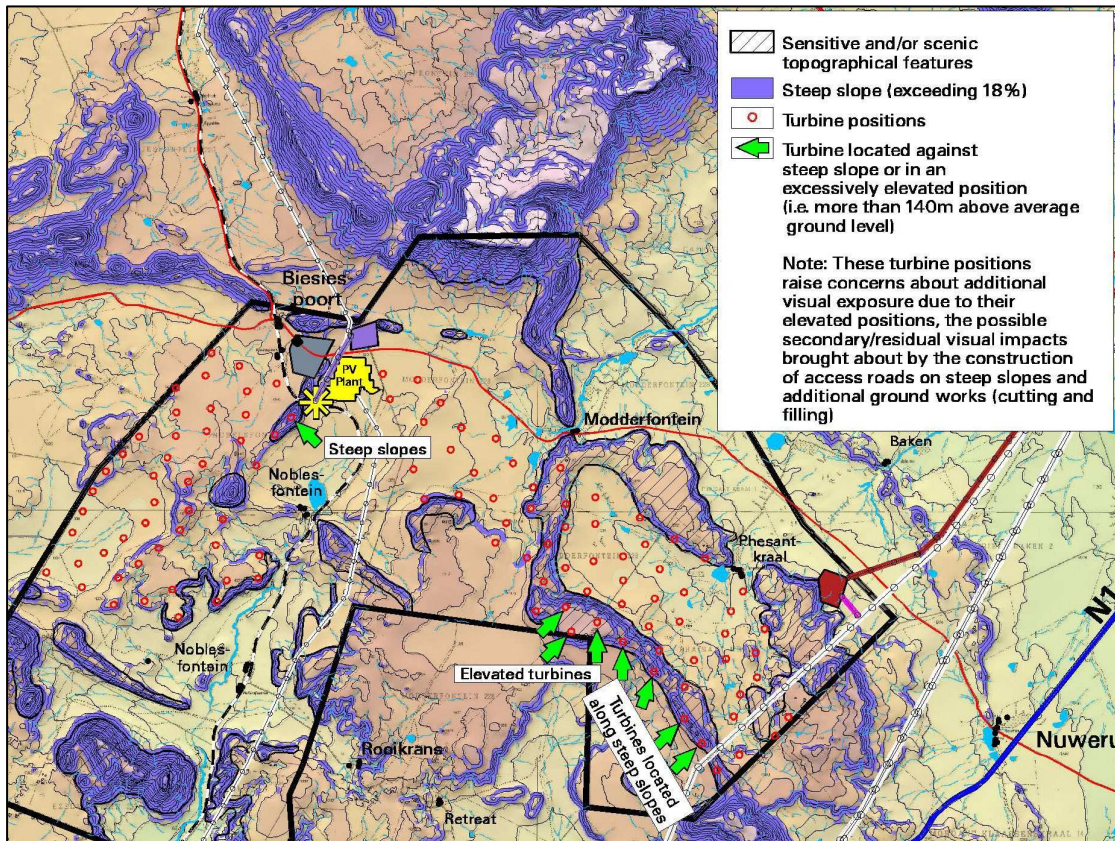 Sensitive and/or scenic
topographical features
Steep slope (exceeding 18%)
Turbine positions
Turbine located against
steep slope or in an
excessively elevated position
(i.e. more than 140m above average
ground level)
Note: These turbine positions
raise concerns about additional
visual exposure due to their
elevated positions, the possible
secondary/residual visual impacts
brought about by the construction
of access roads on steep slopes and
additional ground works (cutting and
filling)
Biesies
poort
PV
Plant
Modderfontein
Steep slopes
Baken
Nobles-
fontein
Phesant-
kraal
N1
Nobles-
fontein
Elevated turbines
Turbines located
along steep slopes
Rooikrans
Nuweru
Retreat